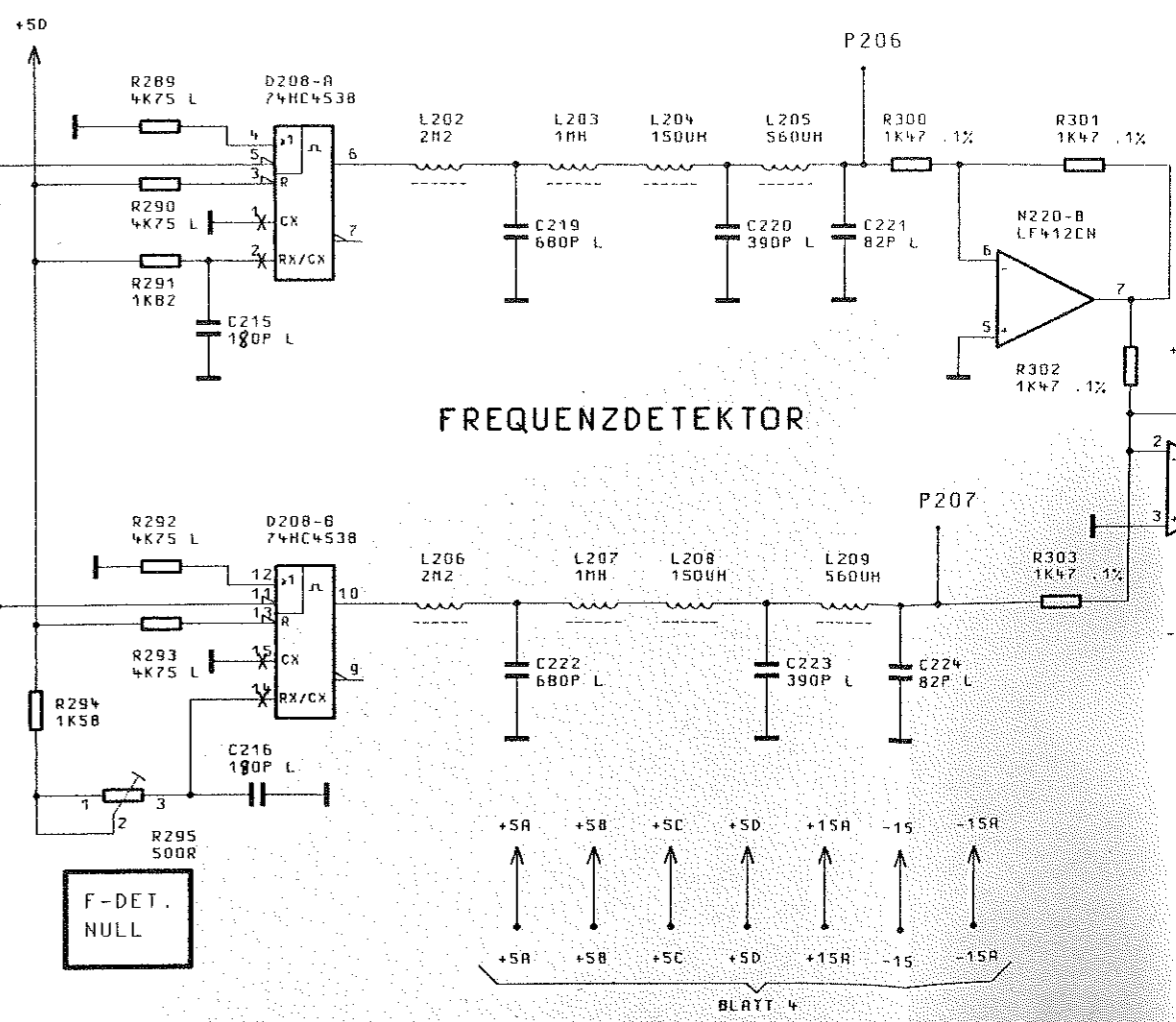 +5D
P206
R289
4K75 L
D208-A
74HC4538
L202
2M2
L203
1MH
L204
150UH
L205
560UH
R300
1K47 .1%
R301
1K47 .1%
4
≥1
5
6
3
R
R290
4K75 L
1
CX
7
2
RX/CX
R291
1K82
C215
180P L
C219
680P L
C220
390P L
C221
82P L
N220-B
LF412CN
6
-
7
5
+
R302
1K47 .1%
+
FREQUENZDETEKTOR
2
3
P207
R292
4K75 L
D208-B
74HC4538
L206
2M2
L207
1MH
L208
150UH
L209
560UH
R303
1K47 .1%
12
≥1
11
10
13
R
R293
4K75 L
15
CX
9
14
RX/CX
R294
1K58
C222
680P L
C223
390P L
C224
82P L
C216
180P L
1
3
2
R295
500R
F-DET.
NULL
+5A +5B +5C +5D +15A -15 -15A
+5A +5B +5C +5D +15A -15 -15A
BLATT 4